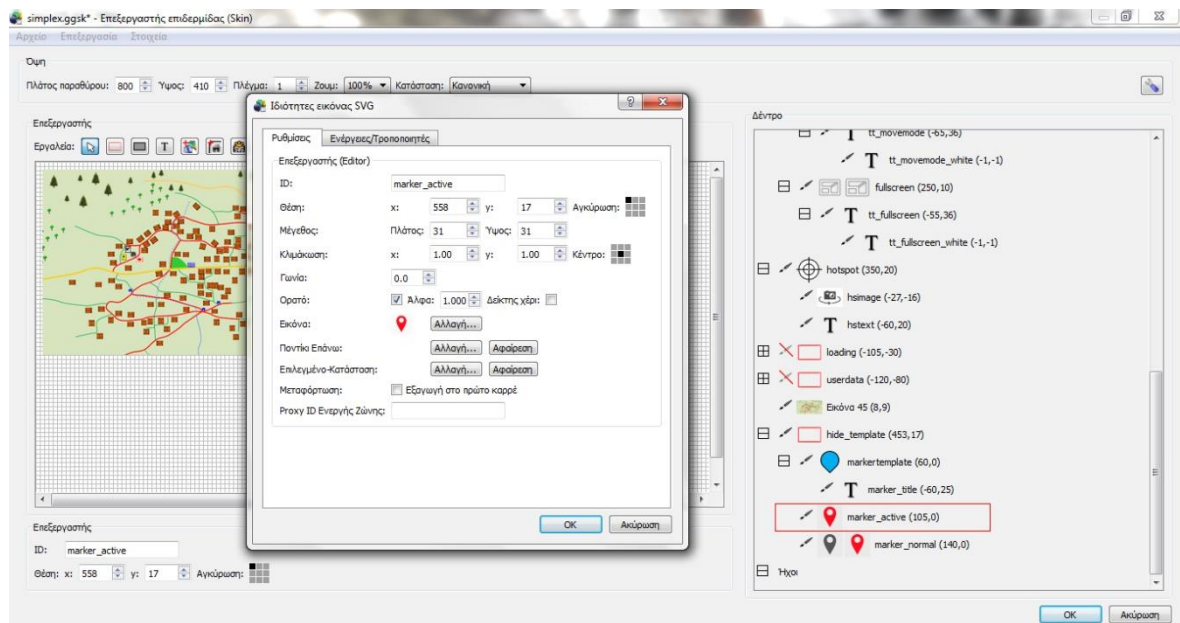 simplex.ggsk* - Επεξεργαστής επιδερμίδας (Skin)
Αρχείο Επεξεργασία Στοιχεία
Όψη
Πλάτος παραθύρου: 800 Υψος: 410 Πλέγμα: 1 Ζουμ: 100% Κατάσταση: Κανονική
Επεξεργαστής
Εργαλεία: T
Ιδιότητες εικόνας SVG
Ρυθμίσεις Ενέργειες/Τροποποιητές
Επεξεργαστής (Editor)
ID: marker_active
Θέση: x: 558 y: 17 Αγκύρωση:
Μέγεθος: Πλάτος: 31 Υψος: 31
Κλιμάκωση: x: 1.00 y: 1.00 Κέντρο:
Γωνία: 0.0
Ορατό: Άλφα: 1.000 Δείκτης χέρι:
Εικόνα: Αλλαγή...
Ποντίκι Επάνω: Αλλαγή... Αφαίρεση
Επιλεγμένο-Κατάσταση: Αλλαγή... Αφαίρεση
Μεταφόρτωση: Εξαγωγή στο πρώτο καρρέ
Proxy ID Ενεργής Ζώνης:
OK Ακύρωση
Δέντρο
T tt_movemode (-65,36)
T tt_movemode_white (-1,-1)
fullscreen (250,10)
T tt_fullscreen (-55,36)
T tt_fullscreen_white (-1,-1)
hotspot (350,20)
hsimage (-27,-16)
T hstext (-60,20)
loading (-105,-30)
userdata (-120,-80)
Εικόνα 45 (8,9)
hide_template (453,17)
markertemplate (60,0)
T marker_title (-60,25)
marker_active (105,0)
marker_normal (140,0)
Ήχοι
Επεξεργαστής
ID: marker_active
Θέση: x: 558 y: 17 Αγκύρωση:
OK Ακύρωση